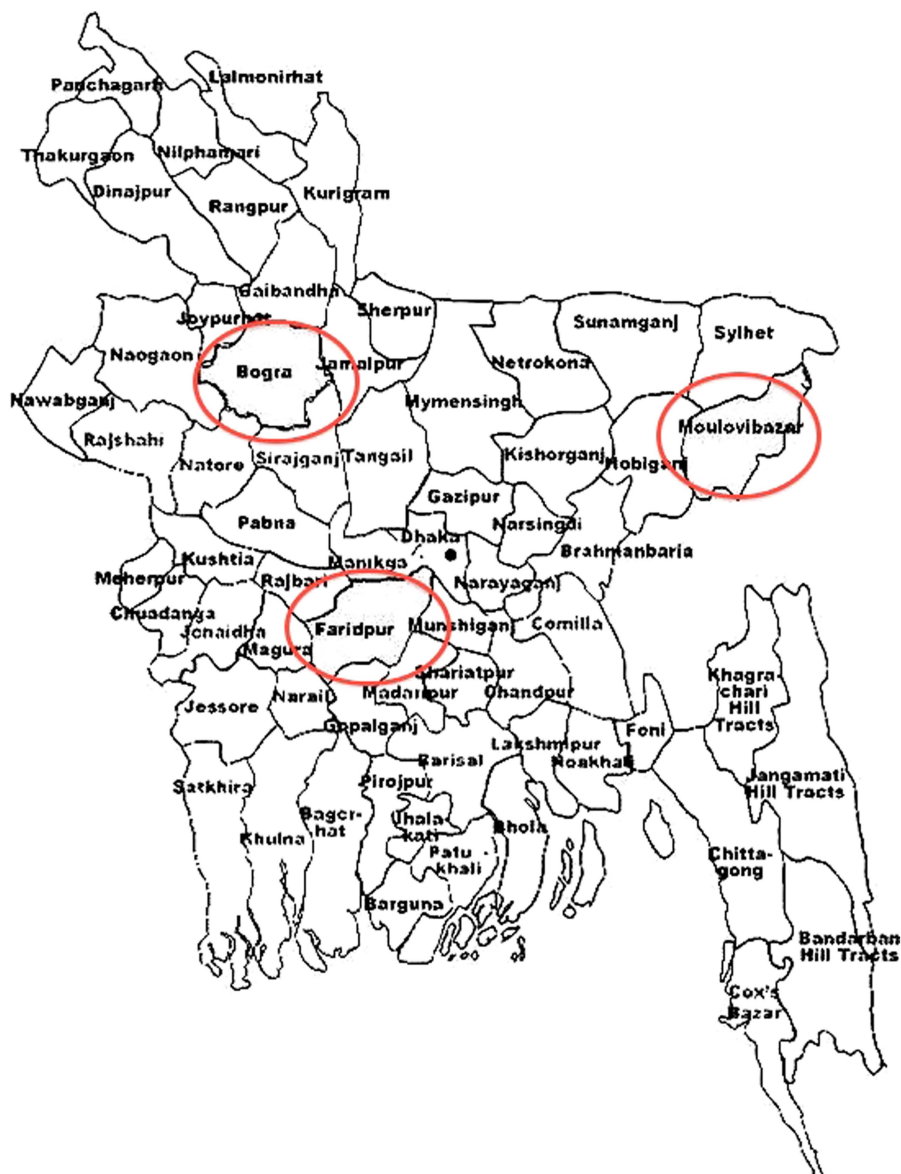 Panchagarh
Lalmonirhat
Thakurgaon
Nilphamari
Dinajpur
Rangpur
Kurigram
Gaibandha
Joypurhat
Sherpur
Sunamganj
Sylhet
Naogaon
Bogra
Jamalpur
Netrokona
Nawabganj
Mymensingh
Moulovibazar
Rajshahi
Natore
Sirajganj
Tangail
Kishorganj
Hobiganj
Gazipur
Pabna
Dhaka
Narsingdi
Brahmanbaria
Kushtia
Manikga
Meherpur
Rajbari
Narayaganj
Chuadanga
Jenaidha
Magura
Faridpur
Munshiganj
Comilla
Shariatpur
Madaripur
Chandpur
Khagra
chari
Hill
Tracts
Jessore
Narail
Gopalganj
Foni
Lakshmipur
Noakhali
Barisal
Satkhira
Pirojpur
Jangamati
Hill Tracts
Khulna
Bager-
hat
Jhala-
kati
Bhola
Patu
khali
Chitta-
gong
Barguna
Bandarban
Hill Tracts
Cox's
Bazar